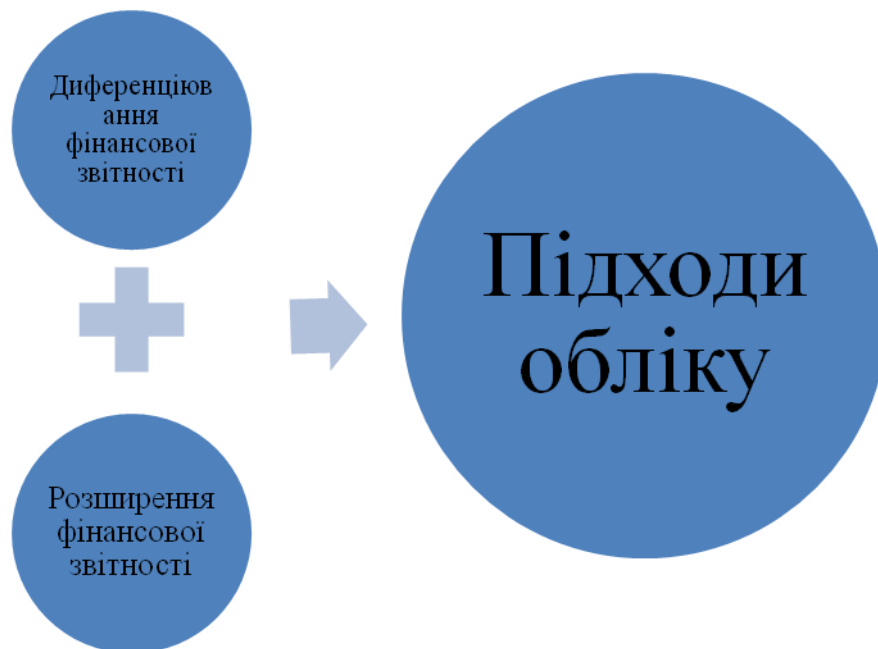 Диференціюв
ання
фінансової
звітності
Розширення
фінансової
звітності
Підходи
обліку